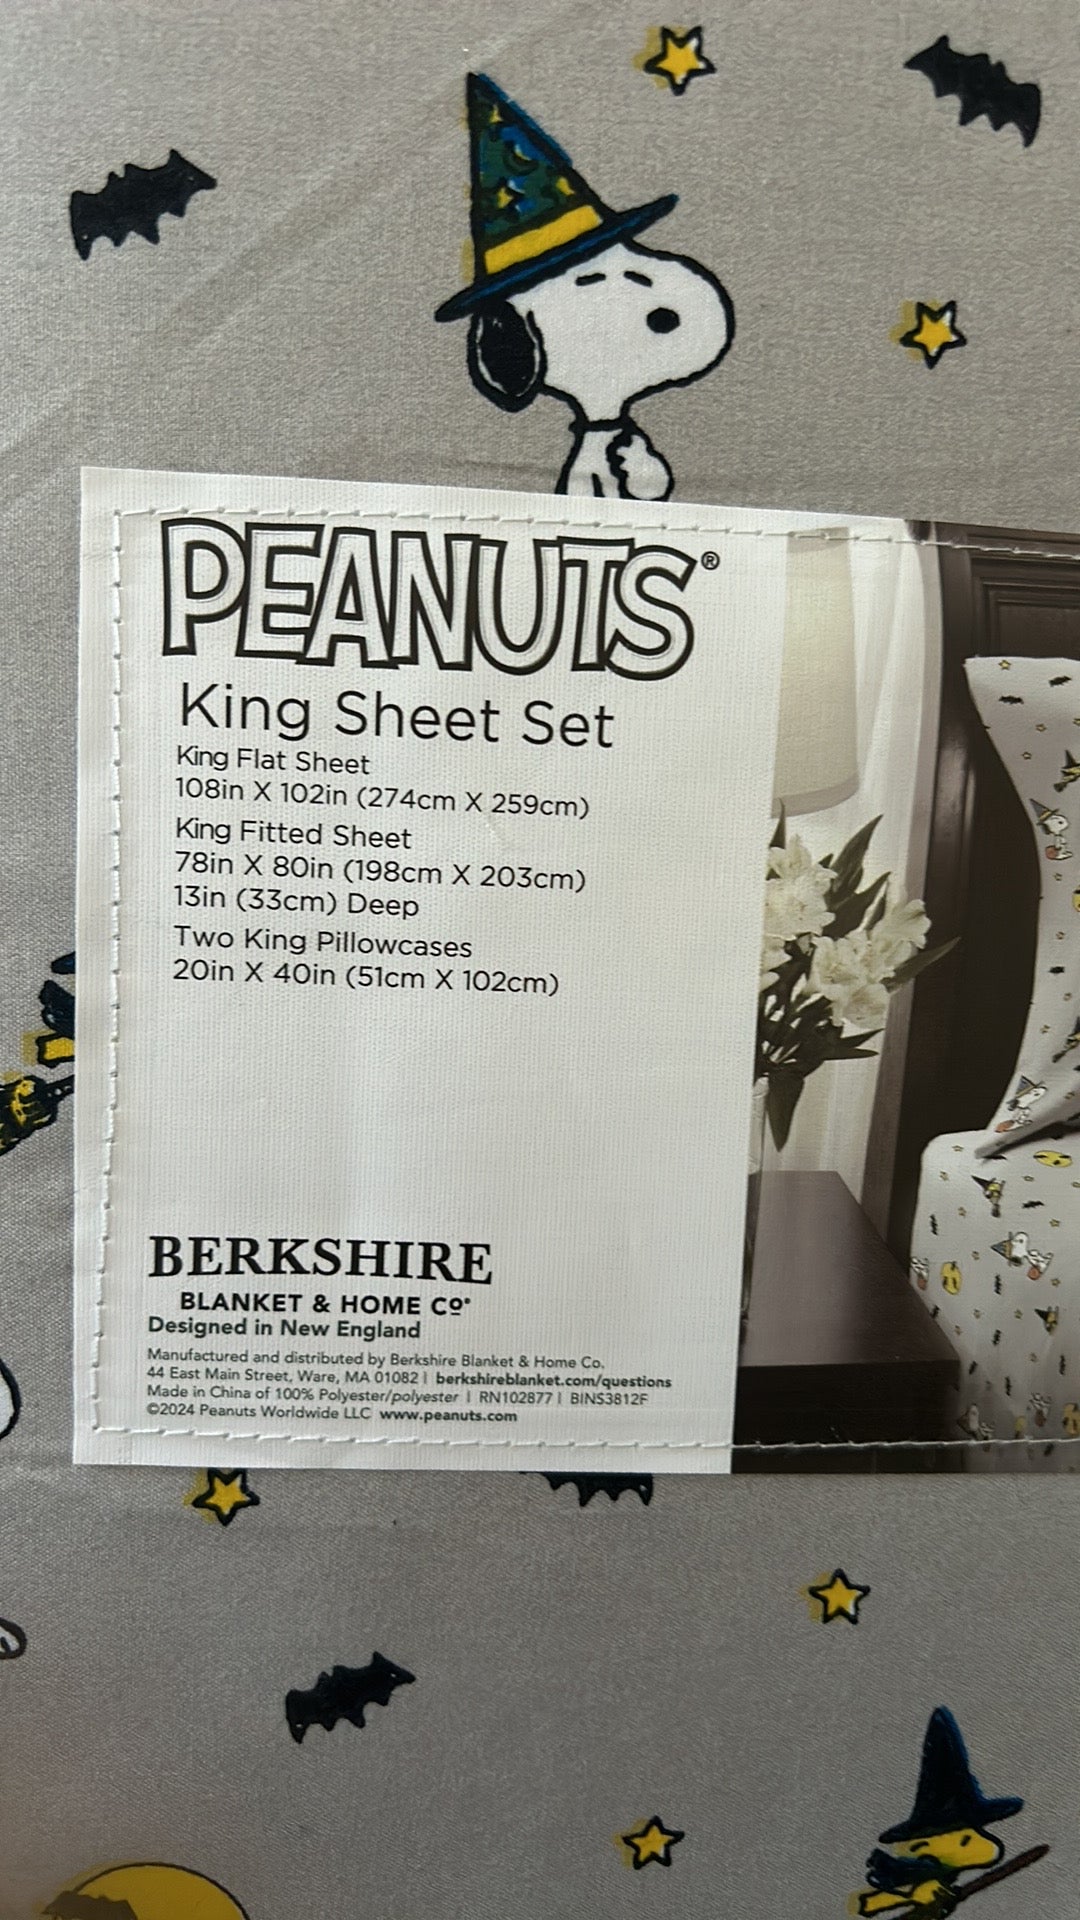 PEANUTS®
King Sheet Set
King Flat Sheet
108in X 102in (274cm X 259cm)
King Fitted Sheet
78in X 80in (198cm X 203cm)
13in (33cm) Deep
Two King Pillowcases
20in X 40in (51cm X 102cm)
BERKSHIRE
BLANKET & HOME Cº®
Designed in New England
Manufactured and distributed by Berkshire Blanket & Home Co.
44 East Main Street, Ware, MA 01082 | berkshireblanket.com/questions
Made in China of 100% Polyester/polyester | RN102877 | BINS3812F
©2024 Peanuts Worldwide LLC www.peanuts.com